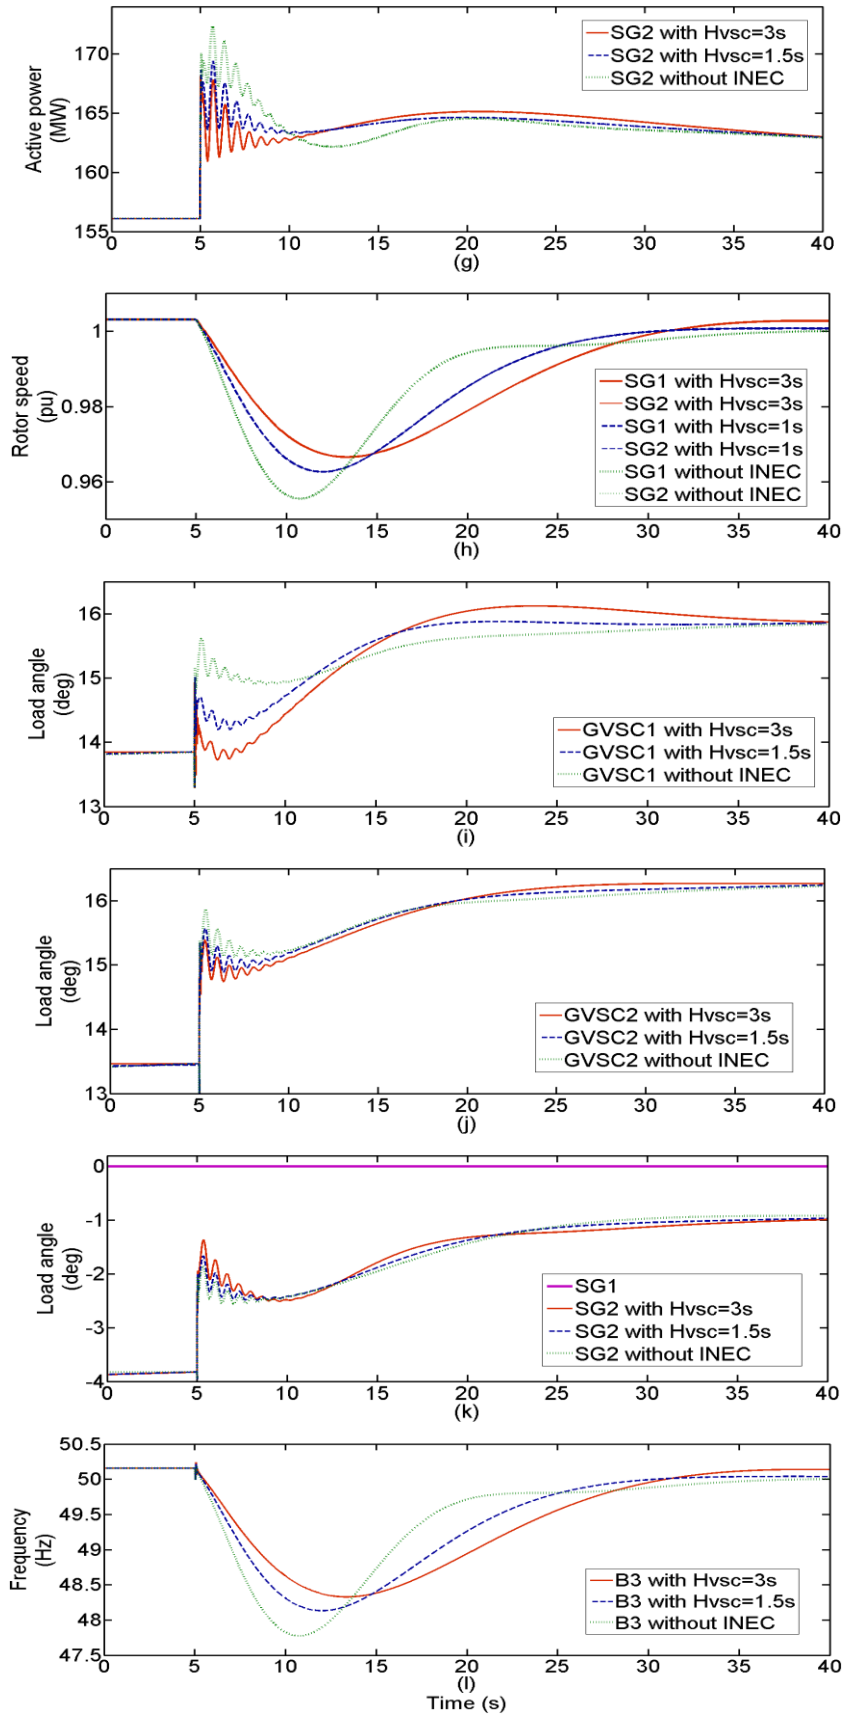 170
165
160
155
Active power
(MW)
SG2 with Hvsc=3s
SG2 with Hvsc=1.5s
SG2 without INEC
0 5 10 15 20 25 30 35 40
(g)
1
0.98
0.96
Rotor speed
(pu)
SG1 with Hvsc=3s
SG2 with Hvsc=3s
SG1 with Hvsc=1s
SG2 with Hvsc=1s
SG1 without INEC
SG2 without INEC
0 5 10 15 20 25 30 35 40
(h)
16
15
14
13
Load angle
(deg)
GVSC1 with Hvsc=3s
GVSC1 with Hvsc=1.5s
GVSC1 without INEC
0 5 10 15 20 25 30 35 40
(i)
16
15
13
13
Load angle
(deg)
GVSC2 with Hvsc=3s
GVSC2 with Hvsc=1.5s
GVSC2 without INEC
0 5 10 15 20 25 30 35 40
(j)
0
-1
-2
-3
-4
Load angle
(deg)
SG1
SG2 with Hvsc=3s
SG2 with Hvsc=1.5s
SG2 without INEC
0 5 10 15 20 25 30 35 40
(k)
50.5
50
49.5
49
48.5
48
47.5
Frequency
(Hz)
B3 with Hvsc=3s
B3 with Hvsc=1.5s
B3 without INEC
0 5 10 15 20 25 30 35 40
(l)
Time (s)